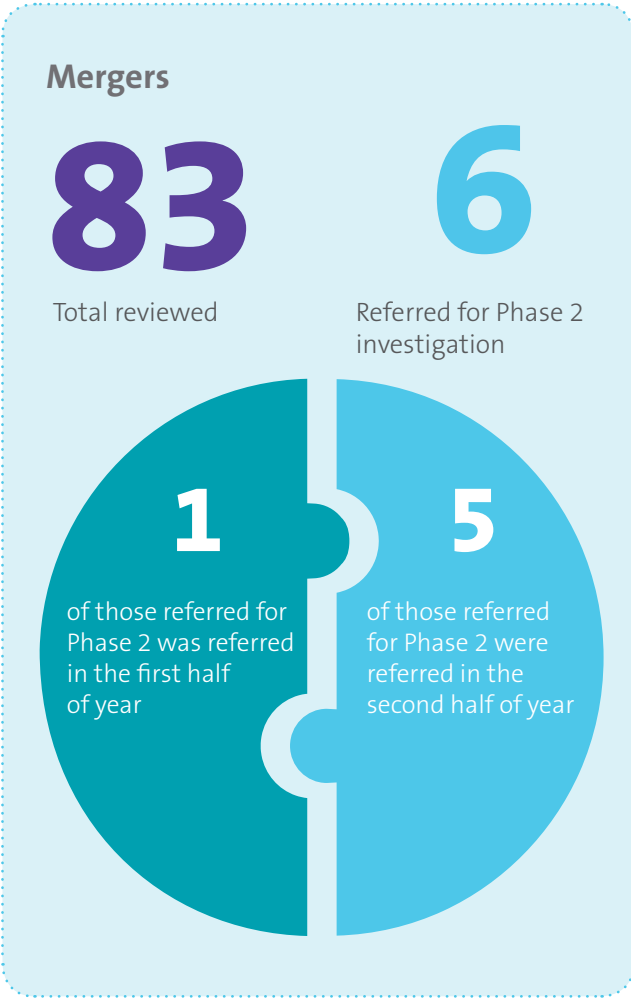 Mergers
83
Total reviewed
6
Referred for Phase 2
investigation
1
of those referred for
Phase 2 was referred
in the first half
of year
5
of those referred
for Phase 2 were
referred in the
second half of year